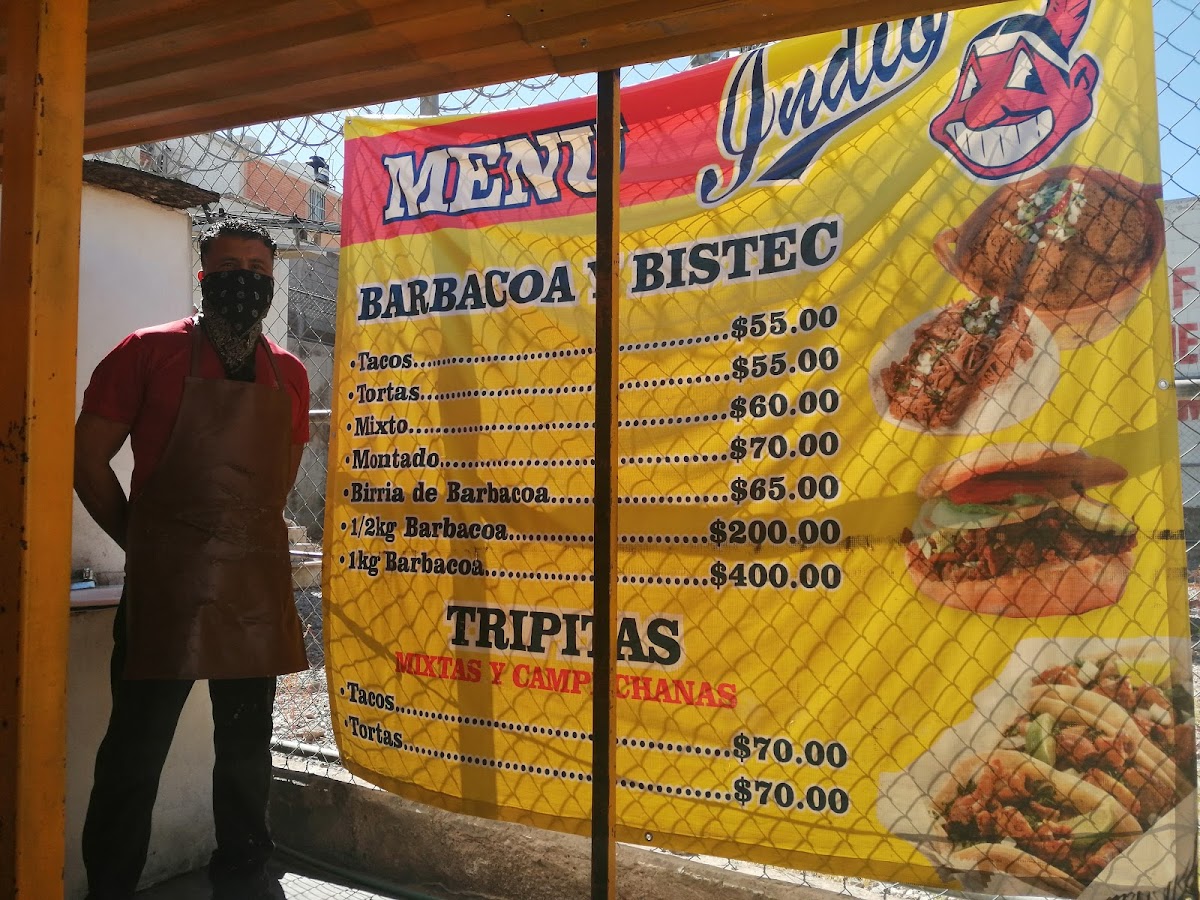 MENU Indio
BARBACOA Y BISTEC
•Tacos....................$55.00
•Tortas....................$55.00
•Mixto....................$60.00
•Montado....................$70.00
•Birria de Barbacoa....................$65.00
•1/2kg Barbacoa....................$200.00
•1kg Barbacoa....................$400.00
TRIPITAS
MIXTAS Y CAMPECHANAS
•Tacos....................$70.00
•Tortas....................$70.00